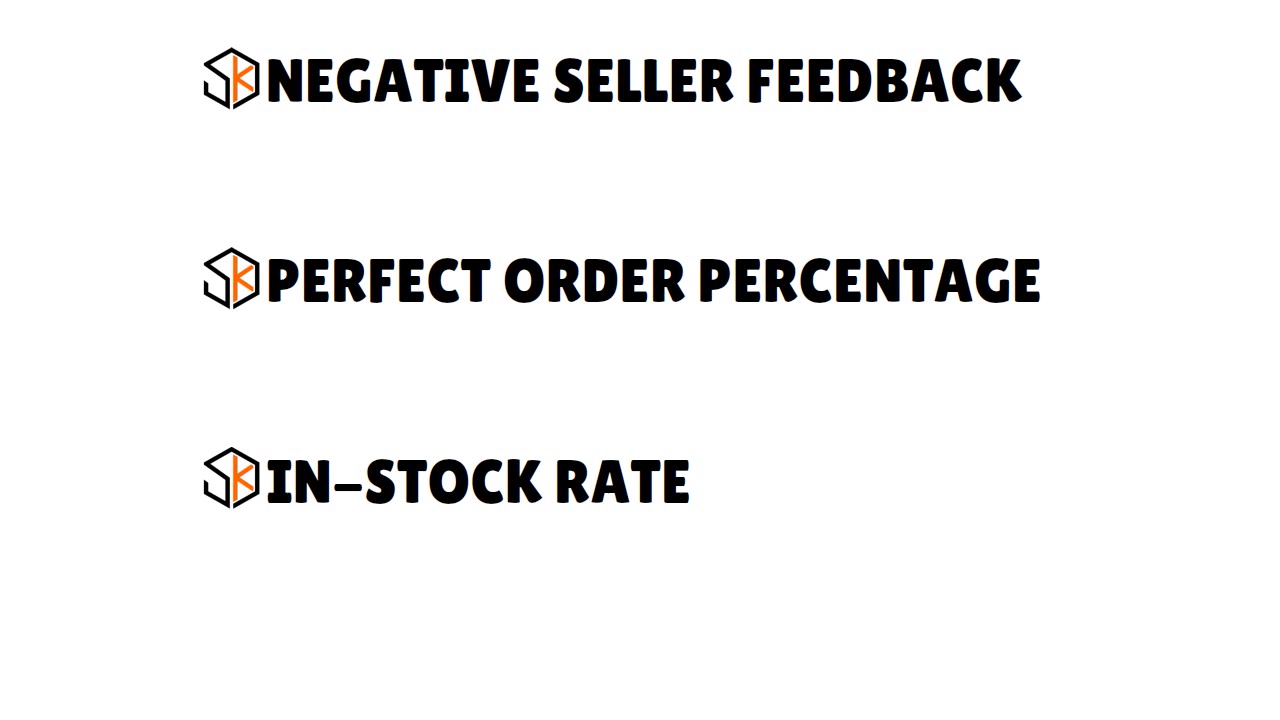 NEGATIVE SELLER FEEDBACK
PERFECT ORDER PERCENTAGE
IN-STOCK RATE